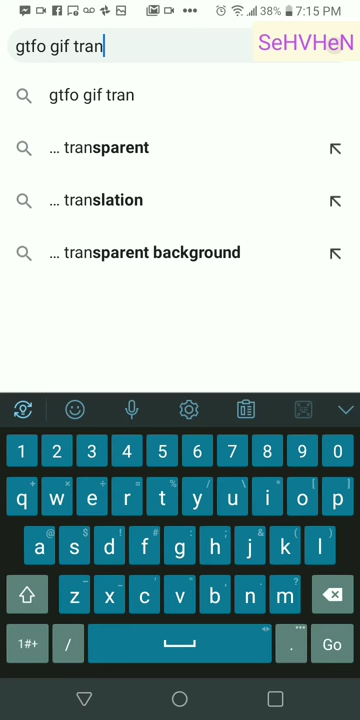 38% 7:15 PM
SeHVHeN
gtfo gif tran
gtfo gif tran
... transparent
... translation
... transparent background
1 2 3 4 5 6 7 8 9 0
+ × ÷ = % / _ \ * [ ]
q w e r t y u i o p
@ $ ! # : ; & ( )
a s d f g h j k l
- ' " , ?
z x c v b n m
1#+ / . Go